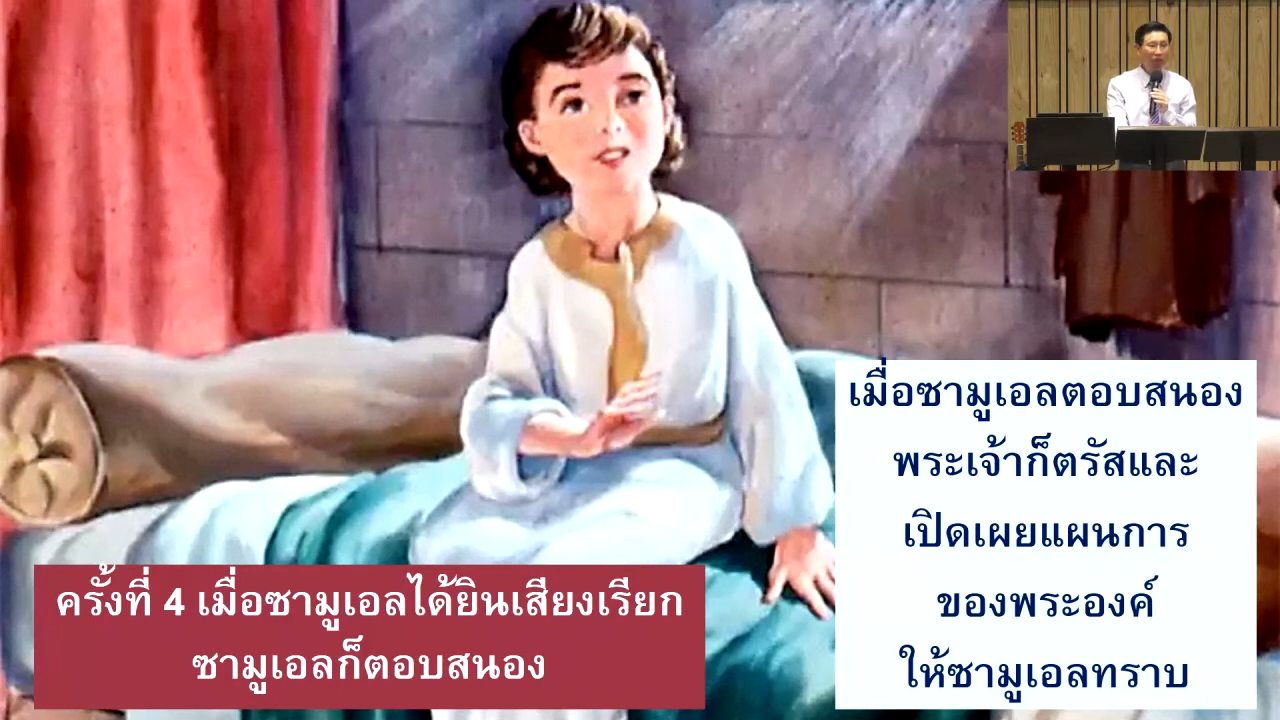 ครั้งที่ 4 เมื่อซามูเอลได้ยินเสียงเรียก
ซามูเอลก็ตอบสนอง
เมื่อซามูเอลตอบสนอง
พระเจ้าก็ตรัสและ
เปิดเผยแผนการ
ของพระองค์
ให้ซามูเอลทราบ